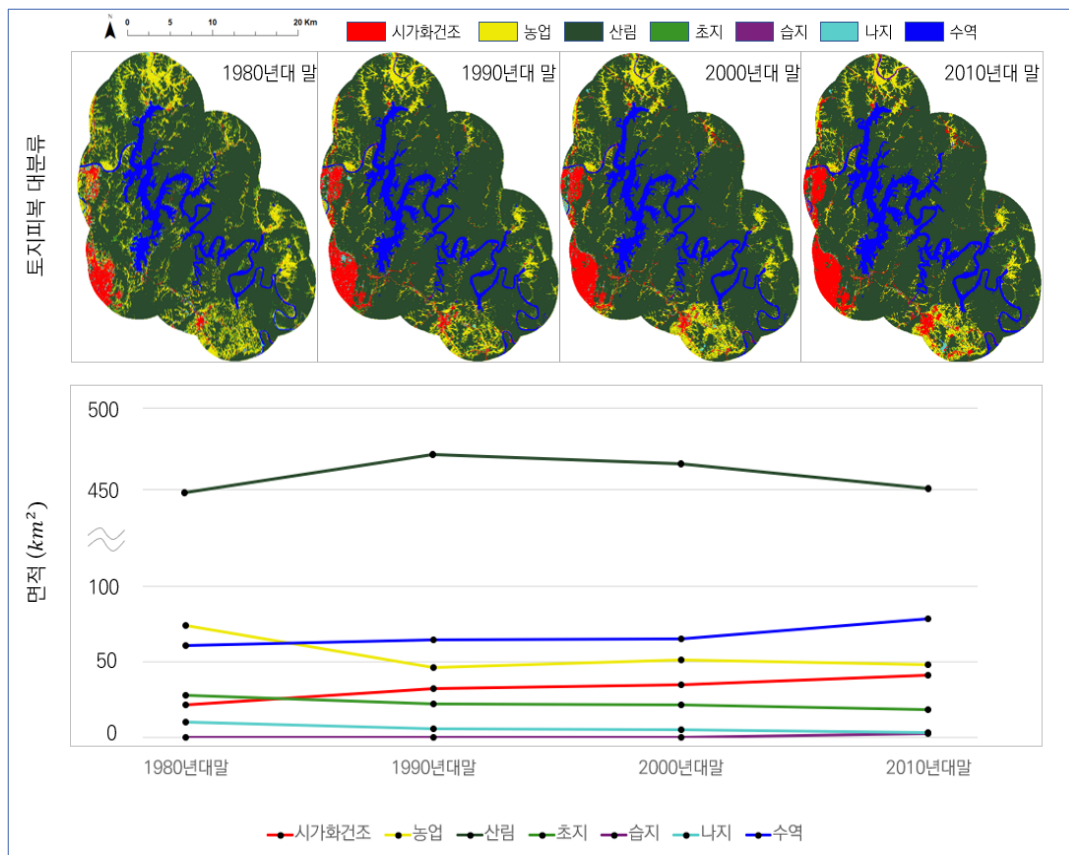 N
0 5 10 20 Km
시가화건조 농업 산림 초지 습지 나지 수역
토지피복 대분류
1980년대 말 1990년대 말 2000년대 말 2010년대 말
면적 (km²)
500
450
100
50
0
1980년대말 1990년대말 2000년대말 2010년대말
시가화건조 농업 산림 초지 습지 나지 수역